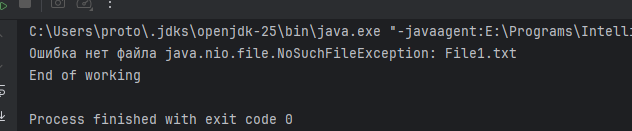 C:\Users\proto\.jdks\openjdk-25\bin\java.exe "-javaagent:E:\Programs\Intelli
Ошибка нет файла java.nio.file.NoSuchFileException: File1.txt
End of working
Process finished with exit code 0